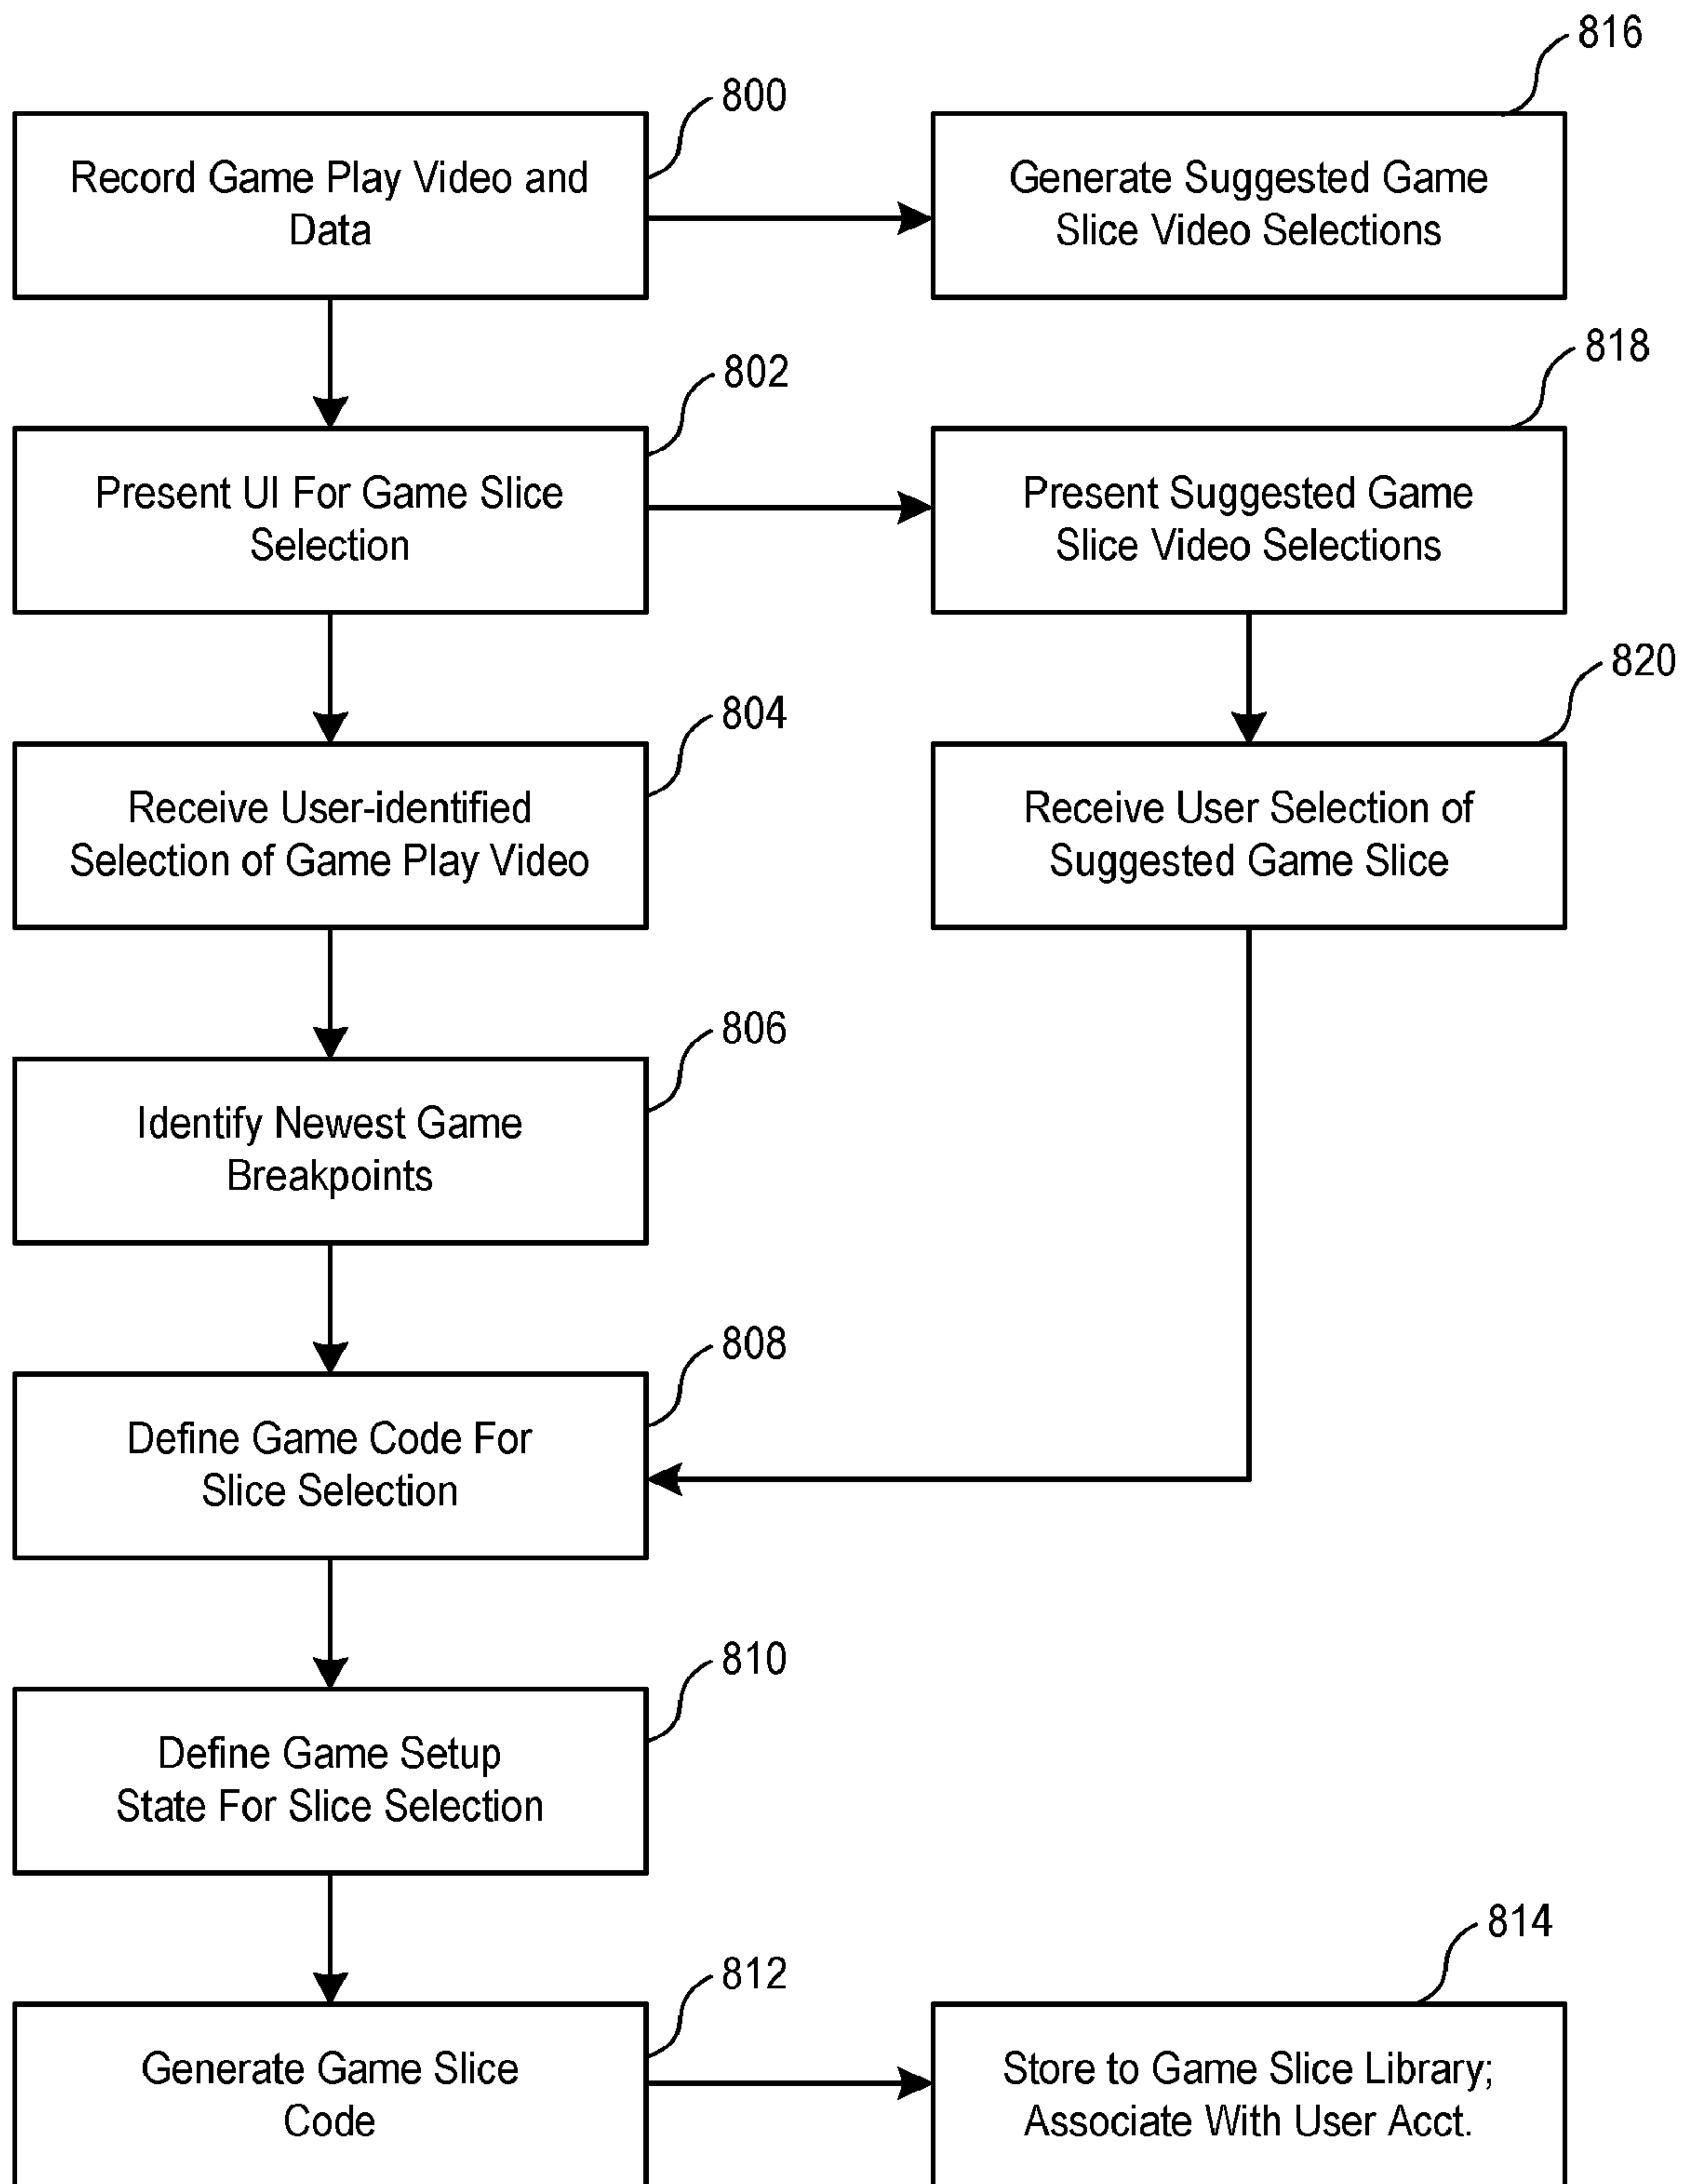 816
800
Record Game Play Video and
Data
Generate Suggested Game
Slice Video Selections
818
802
Present UI For Game Slice
Selection
Present Suggested Game
Slice Video Selections
820
804
Receive User-identified
Selection of Game Play Video
Receive User Selection of
Suggested Game Slice
806
Identify Newest Game
Breakpoints
808
Define Game Code For
Slice Selection
810
Define Game Setup
State For Slice Selection
814
812
Generate Game Slice
Code
Store to Game Slice Library;
Associate With User Acct.